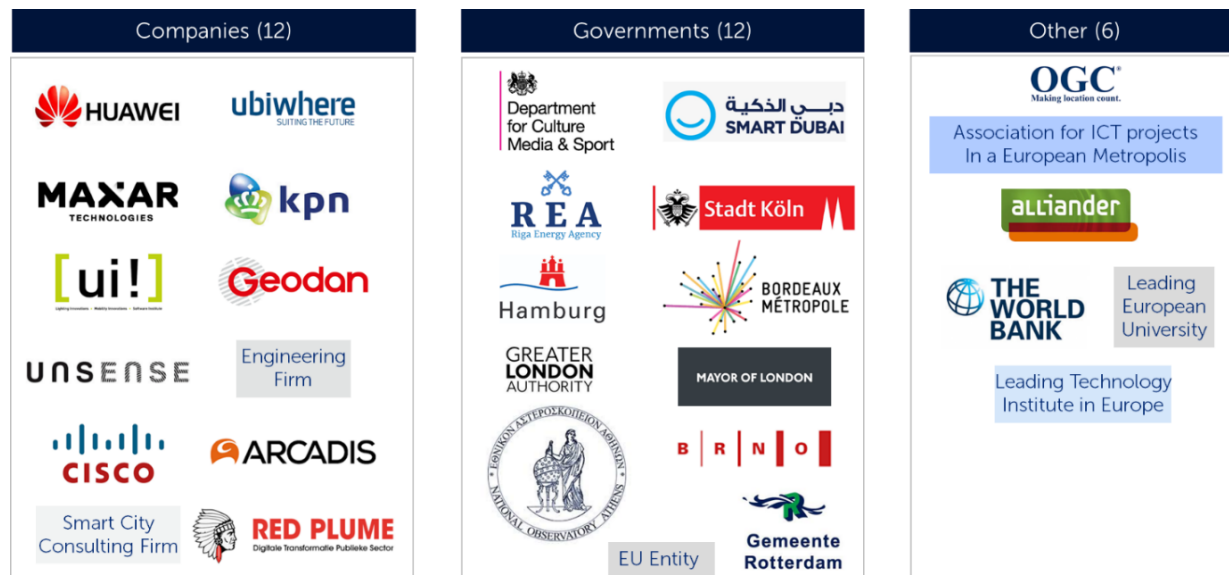 Companies (12)
HUAWEI
ubiwhere
SUITING THE FUTURE
MAXAR
TECHNOLOGIES
kpn
[ui!]
Geodan
UNSENSE
Engineering
Firm
CISCO
ARCADIS
Smart City
Consulting Firm
RED PLUME
Digitale Transformatie Publieke Sector
Governments (12)
Department
for Culture
Media & Sport
دبي الذكية
SMART DUBAI
REA
Riga Energy Agency
Stadt Köln
Hamburg
BORDEAUX
MÉTROPOLE
GREATER
LONDON
AUTHORITY
MAYOR OF LONDON
ΕΘΝΙΚΟΝ ΑΣΤΕΡΟΣΚΟΠΕΙΟΝ ΑΘΗΝΩΝ
NATIONAL OBSERVATORY ATHENS
B R N O
EU Entity
Gemeente
Rotterdam
Other (6)
OGC®
Making location count.
Association for ICT projects
In a European Metropolis
alliander
THE
WORLD
BANK
Leading
European
University
Leading Technology
Institute in Europe